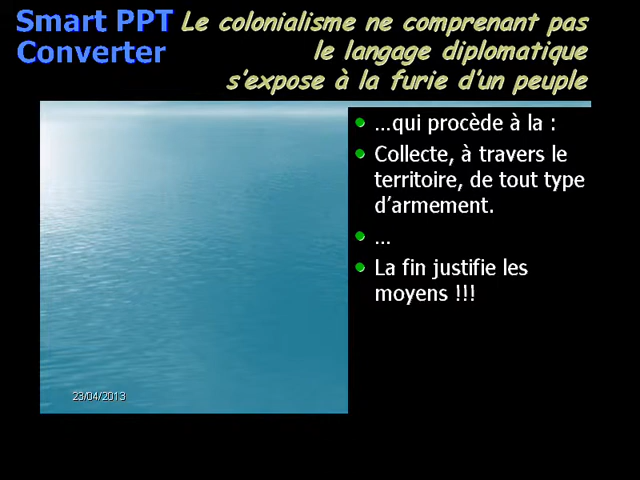 Smart PPT
Converter
Le colonialisme ne comprenant pas
le langage diplomatique
s'expose à la furie d'un peuple
...qui procède à la :
Collecte, à travers le
territoire, de tout type
d'armement.
...
La fin justifie les
moyens !!!
23/04/2013